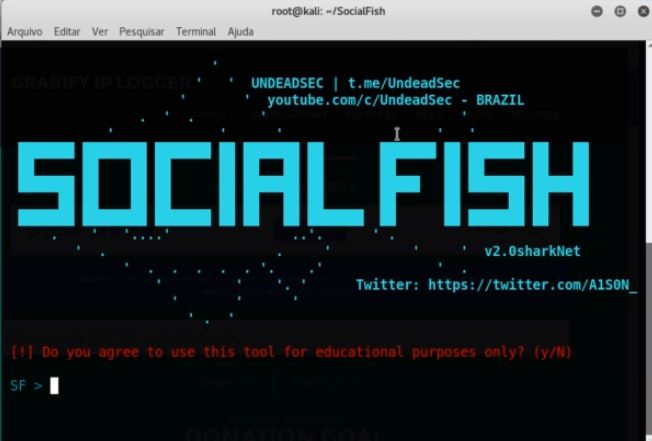 root@kali: ~/SocialFish
Arquivo Editar Ver Pesquisar Terminal Ajuda
GRABIFY IP LOGGER
UNDEADSEC | t.me/UndeadSec
youtube.com/c/UndeadSec - BRAZIL
SOCIAL FISH
v2.0sharkNet
Twitter: https://twitter.com/A1S0N_
[!] Do you agree to use this tool for educational purposes only? (y/N)
SF >
DONATION GOAL